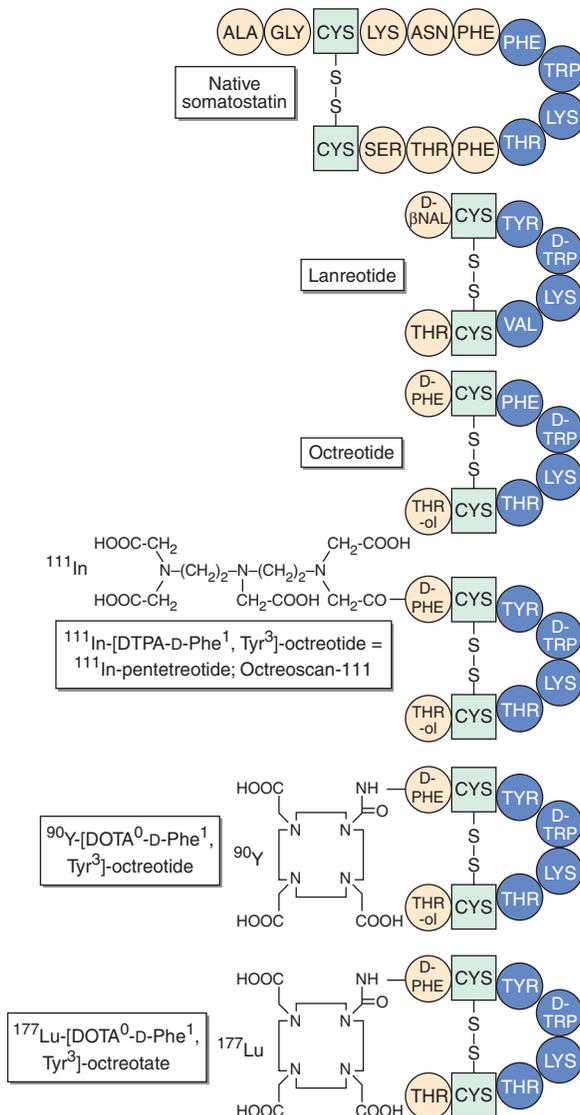 ALA GLY CYS LYS ASN PHE PHE
TRP
LYS
THR
S
S
Native
somatostatin
CYS SER THR PHE
D-
βNAL CYS TYR
D-
TRP
LYS
VAL
S
S
Lanreotide
THR CYS
D-
PHE CYS PHE
D-
TRP
LYS
THR
S
S
Octreotide
THR
-ol CYS
HOOC-CH2 CH2-COOH
111In N-(CH2)2-N-(CH2)2-N
HOOC-CH2 CH2-COOH CH2-CO
D-
PHE CYS TYR
D-
TRP
LYS
THR
S
S
111In-[DTPA-D-Phe1, Tyr3]-octreotide =
111In-pentetreotide; Octreoscan-111
THR
-ol CYS
HOOC NH D-
PHE CYS TYR
C=O
N N
D-
TRP
LYS
THR
S
S
90Y-[DOTA0-D-Phe1,
Tyr3]-octreotide
90Y
N N
HOOC COOH THR
-ol CYS
HOOC NH D-
PHE CYS TYR
C=O
N N
D-
TRP
LYS
THR
S
S
177Lu-[DOTA0-D-Phe1,
Tyr3]-octreotate
177Lu
N N
HOOC COOH THR CYS